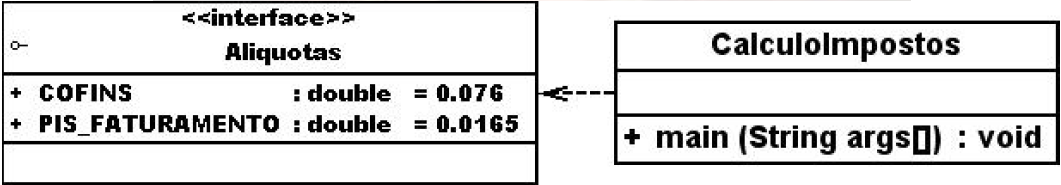 <<interface>>
Aliquotas
+ COFINS : double = 0.076
+ PIS_FATURAMENTO : double = 0.0165
CalculoImpostos
+ main (String args[]) : void